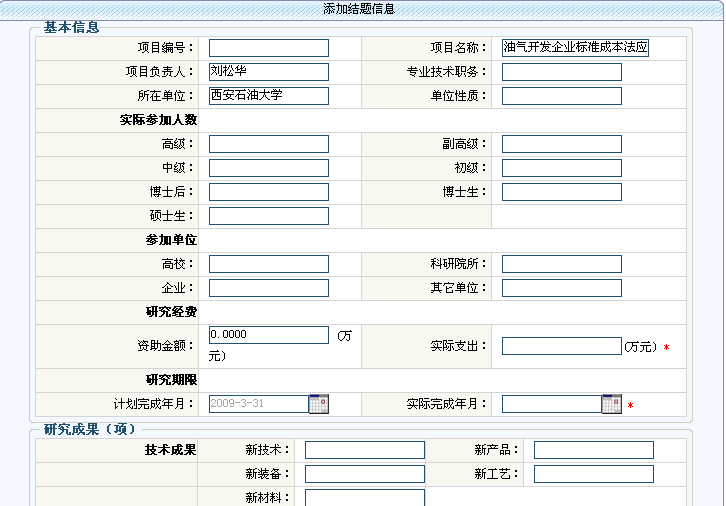 添加结题信息
基本信息
项目编号： 项目名称： 油气开发企业标准成本法应
项目负责人： 刘松华 专业技术职务：
所在单位： 西安石油大学 单位性质：
实际参加人数
高级： 副高级：
中级： 初级：
博士后： 博士生：
硕士生：
参加单位
高校： 科研院所：
企业： 其它单位：
研究经费
资助金额： 0.0000 (万
元) 实际支出： (万元) *
研究期限
计划完成年月： 2009-3-31 实际完成年月： *
研究成果（项）
技术成果 新技术： 新产品：
新装备： 新工艺：
新材料：